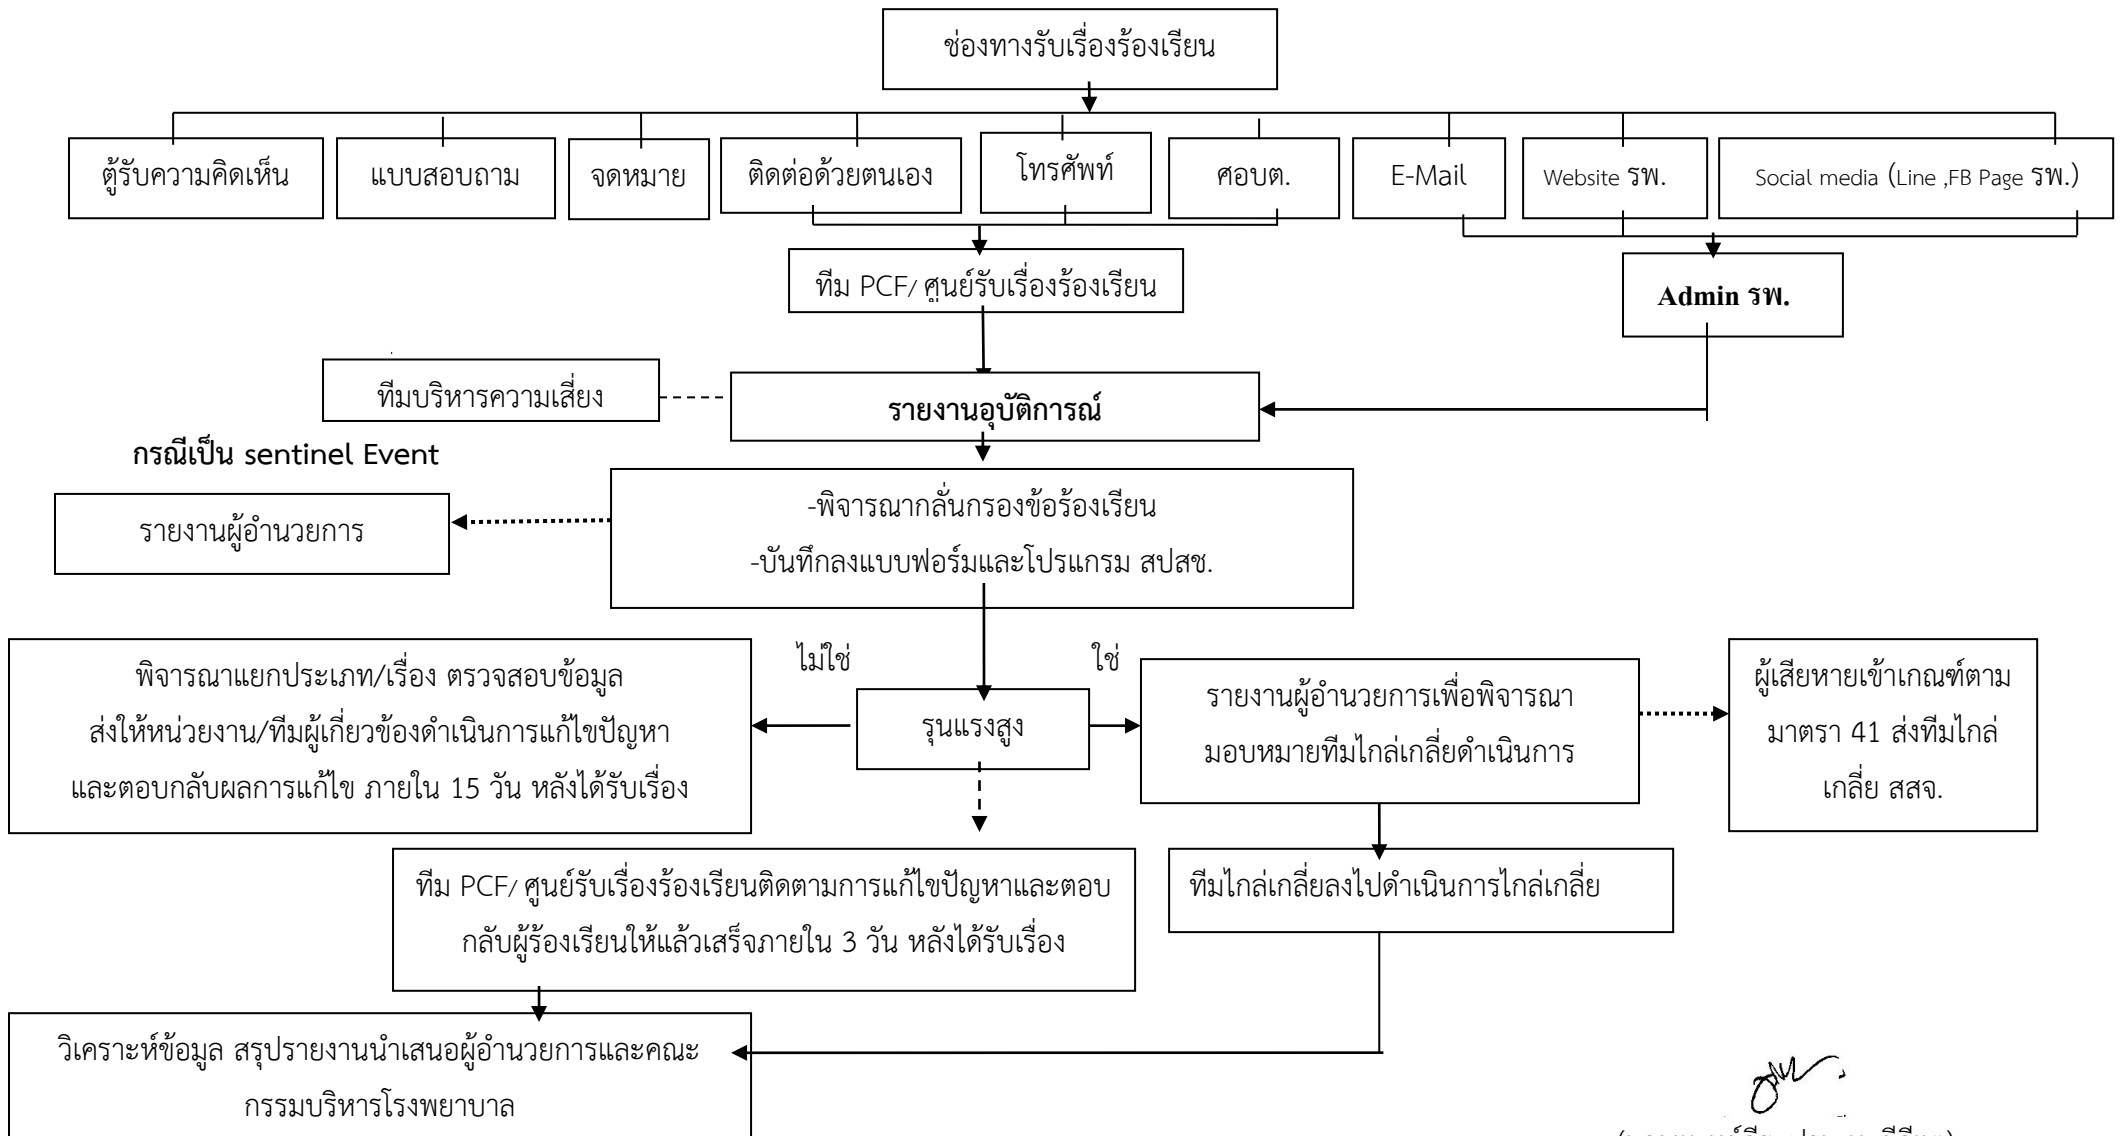 ช่องทางรับเรื่องร้องเรียน
ตู้รับความคิดเห็น
แบบสอบถาม
จดหมาย
ติดต่อด้วยตนเอง
โทรศัพท์
ศอบต.
E-Mail
Website รพ.
Social media (Line ,FB Page รพ.)
ทีม PCF/ ศูนย์รับเรื่องร้องเรียน
Admin รพ.
ทีมบริหารความเสี่ยง
รายงานอุบัติการณ์
กรณีเป็น sentinel Event
รายงานผู้อำนวยการ
-พิจารณากลั่นกรองข้อร้องเรียน
-บันทึกลงแบบฟอร์มและโปรแกรม สปสช.
ไม่ใช่
ใช่
พิจารณาแยกประเภท/เรื่อง ตรวจสอบข้อมูล
ส่งให้หน่วยงาน/ทีมผู้เกี่ยวข้องดำเนินการแก้ไขปัญหา
และตอบกลับผลการแก้ไข ภายใน 15 วัน หลังได้รับเรื่อง
รุนแรงสูง
รายงานผู้อำนวยการเพื่อพิจารณา
มอบหมายทีมไกล่เกลี่ยดำเนินการ
ผู้เสียหายเข้าเกณฑ์ตาม
มาตรา 41 ส่งทีมไกล่
เกลี่ย สสจ.
ทีม PCF/ ศูนย์รับเรื่องร้องเรียนติดตามการแก้ไขปัญหาและตอบ
กลับผู้ร้องเรียนให้แล้วเสร็จภายใน 3 วัน หลังได้รับเรื่อง
ทีมไกล่เกลี่ยลงไปดำเนินการไกล่เกลี่ย
วิเคราะห์ข้อมูล สรุปรายงานนำเสนอผู้อำนวยการและคณะ
กรรมบริหารโรงพยาบาล